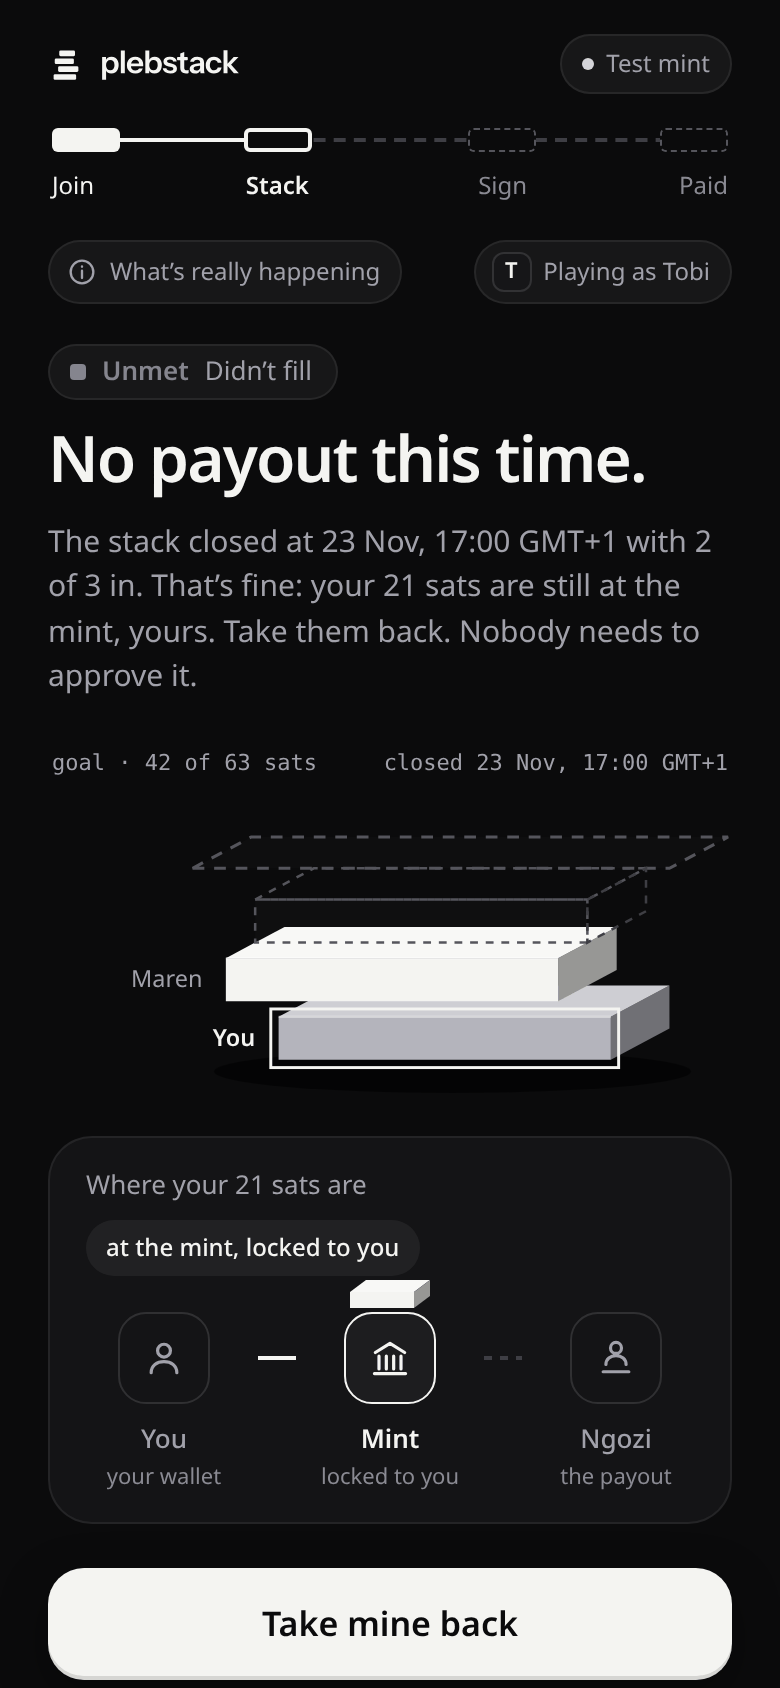 plebstack
Test mint
Join
Stack
Sign
Paid
What’s really happening
T Playing as Tobi
Unmet Didn’t fill
No payout this time.
The stack closed at 23 Nov, 17:00 GMT+1 with 2
of 3 in. That’s fine: your 21 sats are still at the
mint, yours. Take them back. Nobody needs to
approve it.
goal · 42 of 63 sats
closed 23 Nov, 17:00 GMT+1
Maren
You
Where your 21 sats are
at the mint, locked to you
You
Mint
Ngozi
your wallet
locked to you
the payout
Take mine back